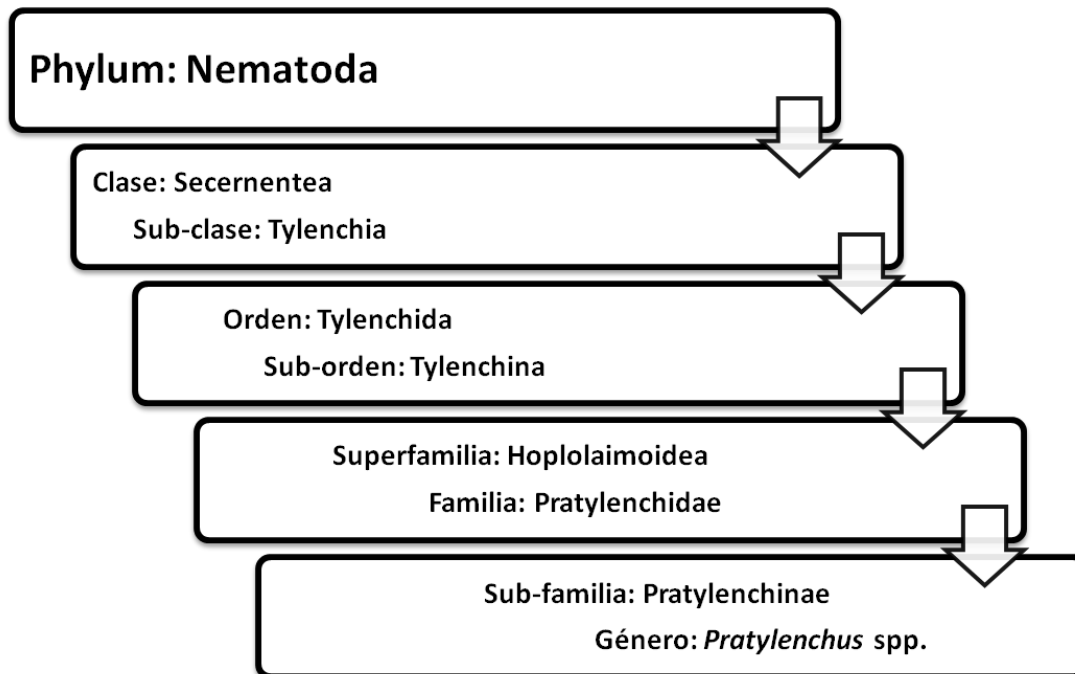 Phylum: Nematoda
Clase: Secernentea
Sub-clase: Tylenchia
Orden: Tylenchida
Sub-orden: Tylenchina
Superfamilia: Hoplolaimoidea
Familia: Pratylenchidae
Sub-familia: Pratylenchinae
Género: Pratylenchus spp.